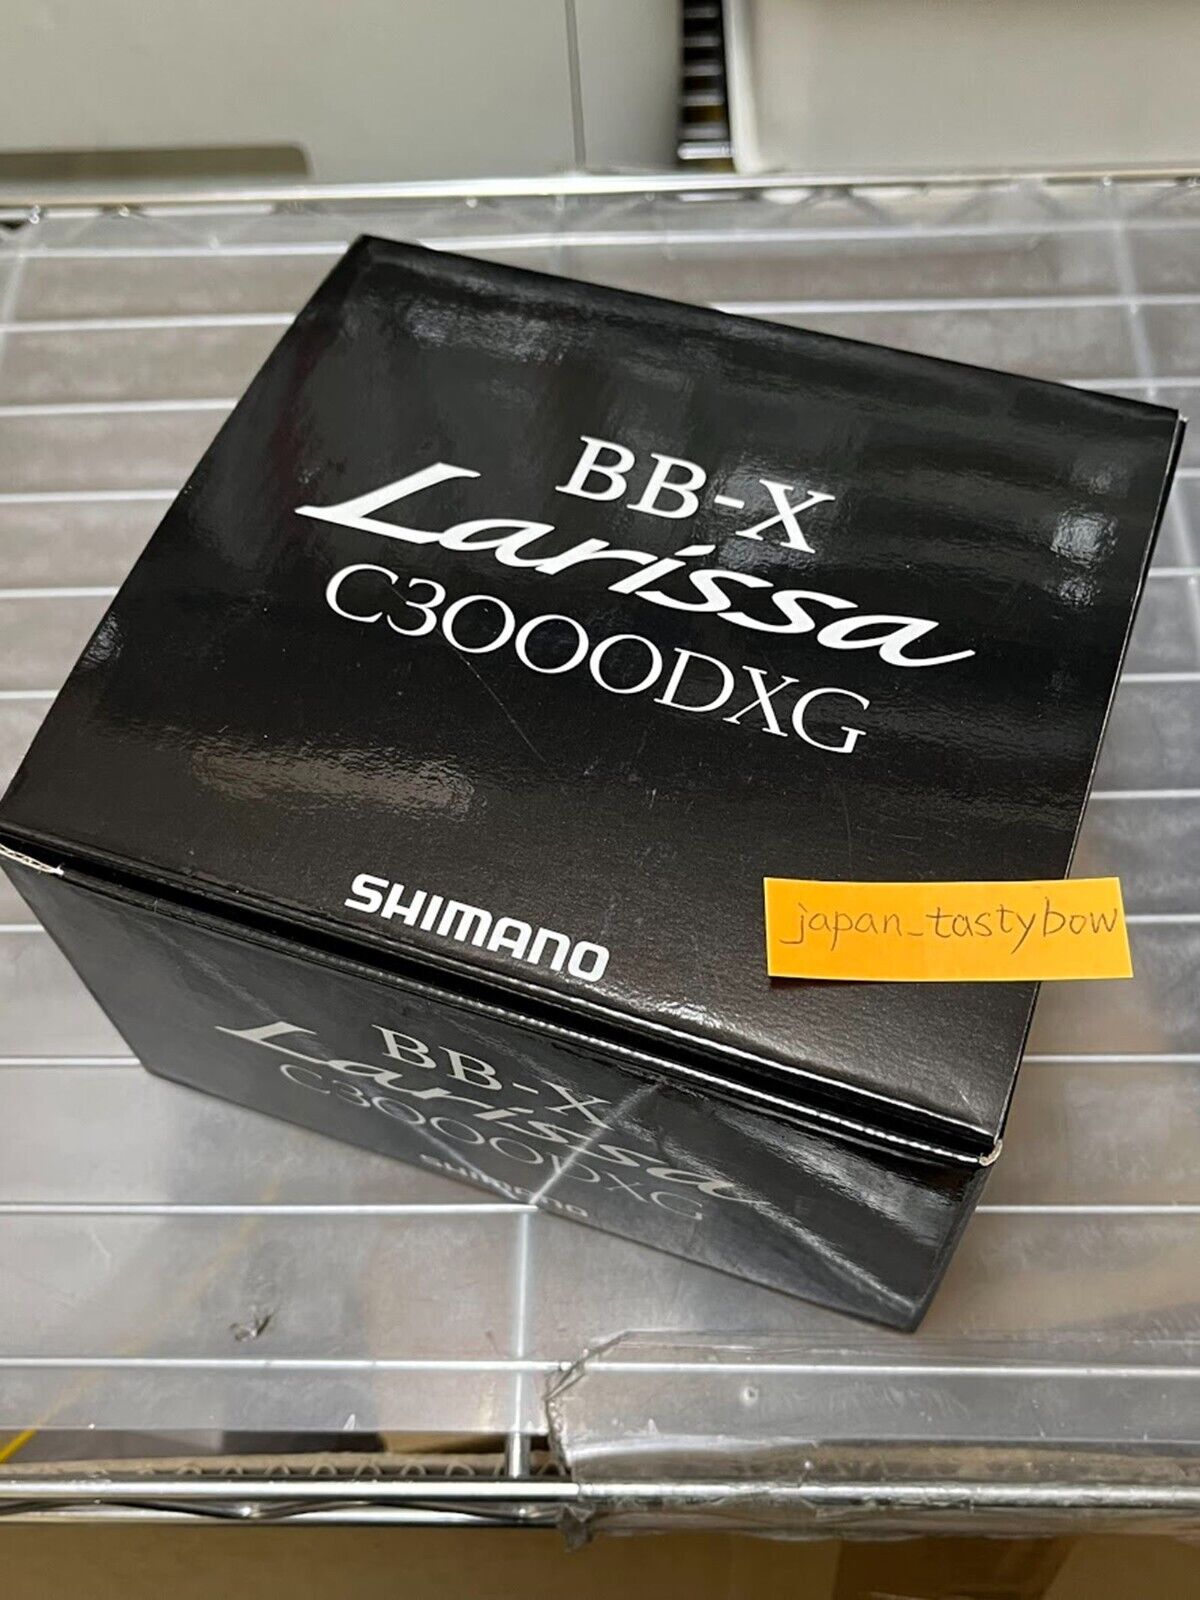 BB-X
Larissa
C3000DXG
SHIMANO
japan_tastybow
BB-X
Larissa
C3000DXG
SHIMANO